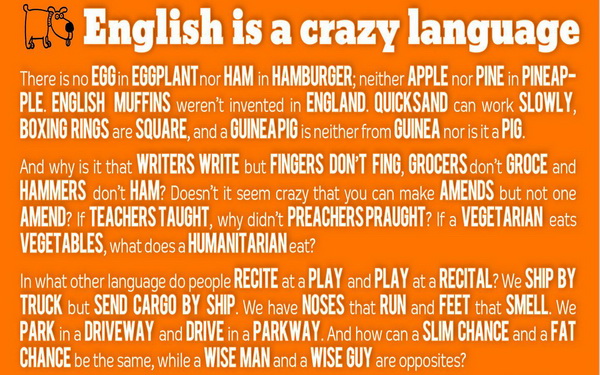 English is a crazy language
There is no EGG in EGGPLANT nor HAM in HAMBURGER; neither APPLE nor PINE in PINEAP-
PLE. ENGLISH MUFFINS weren't invented in ENGLAND. QUICKSAND can work SLOWLY,
BOXING RINGS are SQUARE, and a GUINEA PIG is neither from GUINEA nor is it a PIG.
And why is it that WRITERS WRITE but FINGERS DON'T FING, GROCERS don't GROCE and
HAMMERS don't HAM? Doesn't it seem crazy that you can make AMENDS but not one
AMEND? If TEACHERS TAUGHT, why didn't PREACHERS PRAUGHT? If a VEGETARIAN eats
VEGETABLES, what does a HUMANITARIAN eat?
In what other language do people RECITE at a PLAY and PLAY at a RECITAL? We SHIP BY
TRUCK but SEND CARGO BY SHIP. We have NOSES that RUN and FEET that SMELL. We
PARK in a DRIVEWAY and DRIVE in a PARKWAY. And how can a SLIM CHANCE and a FAT
CHANCE be the same, while a WISE MAN and a WISE GUY are opposites?